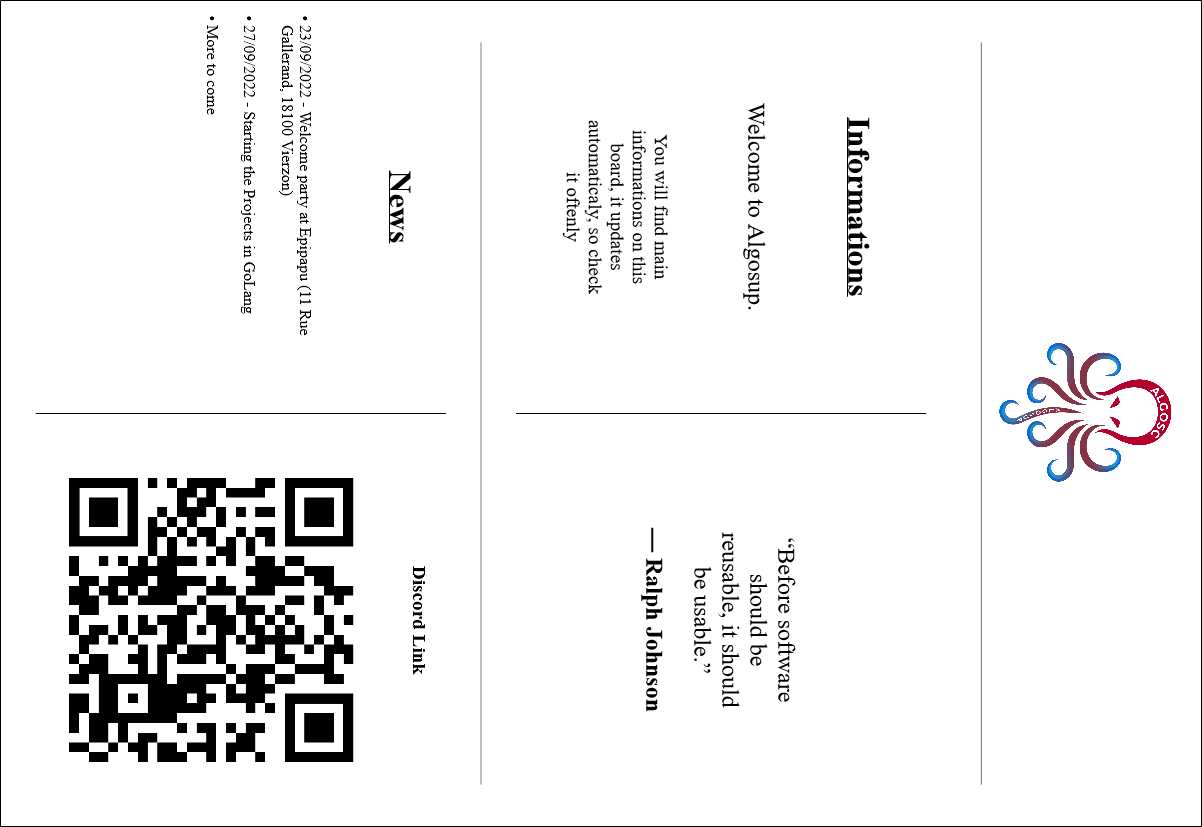 ALGOSC
Informations
Welcome to Algosup.
You will find main
informations on this
board, it updates
automaticaly, so check
it oftenly
“Before software
should be
reusable, it should
be usable.”
— Ralph Johnson
News
• 23/09/2022 - Welcome party at Epipapu (11 Rue
Gallerand, 18100 Vierzon)
• 27/09/2022 - Starting the Projects in GoLang
• More to come
Discord Link